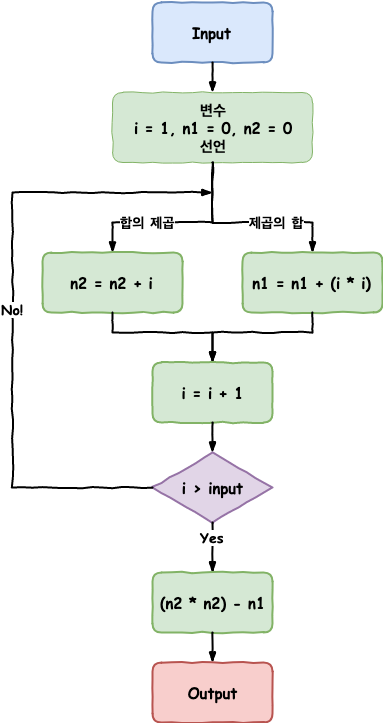 Input
변수
i = 1, n1 = 0, n2 = 0
선언
합의 제곱
제곱의 합
n2 = n2 + i
n1 = n1 + (i * i)
No!
i = i + 1
i > input
Yes
(n2 * n2) - n1
Output